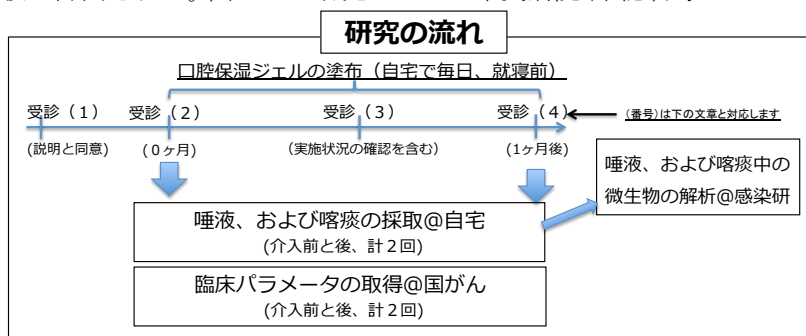 研究の流れ
口腔保湿ジェルの塗布（自宅で毎日、就寝前）
受診（1） 受診（2） 受診（3） 受診（4） （番号）は下の文章と対応します
(説明と同意) (０ヶ月) (実施状況の確認を含む) (1ヶ月後)
唾液、および喀痰中の
微生物の解析@感染研
唾液、および喀痰の採取@自宅
(介入前と後、計２回)
臨床パラメータの取得@国がん
(介入前と後、計２回)